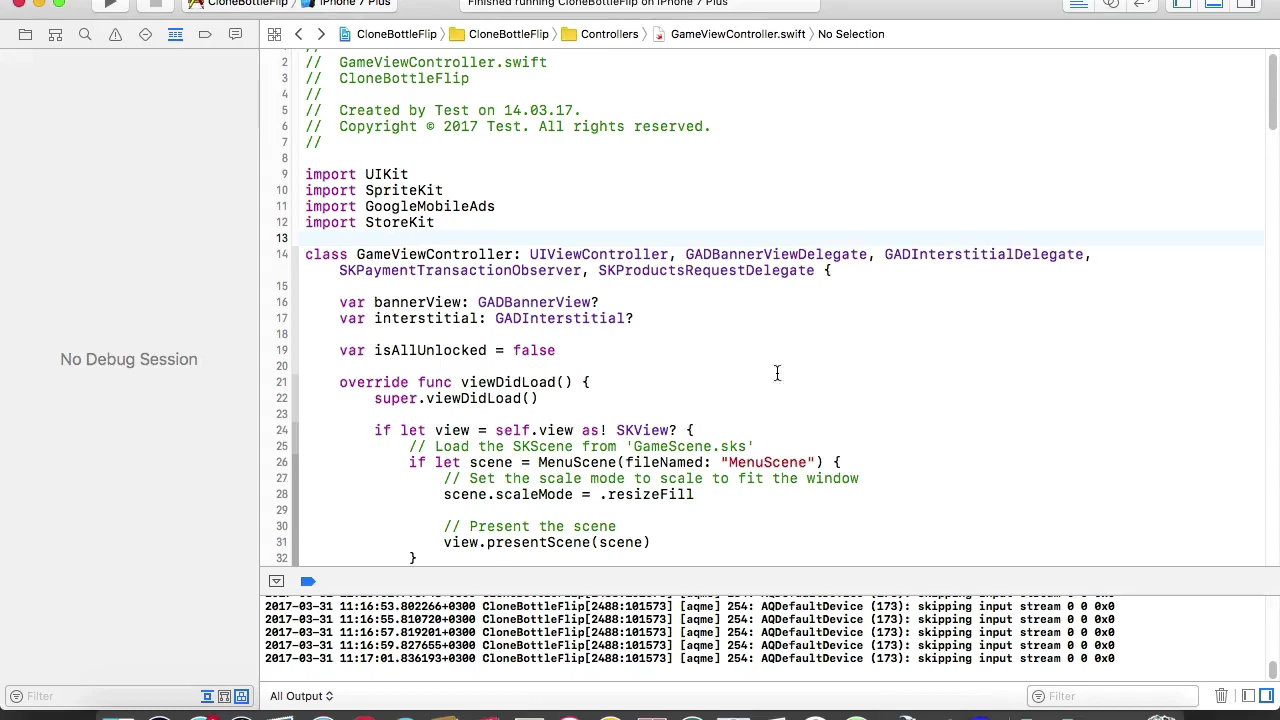 CloneBottleFlip iPhone 7 Plus Finished running CloneBottleFlip on iPhone 7 Plus
CloneBottleFlip CloneBottleFlip Controllers GameViewController.swift No Selection
2 // GameViewController.swift
3 // CloneBottleFlip
4 //
5 // Created by Test on 14.03.17.
6 // Copyright © 2017 Test. All rights reserved.
7 //
8
9 import UIKit
10 import SpriteKit
11 import GoogleMobileAds
12 import StoreKit
13
14 class GameViewController: UIViewController, GADBannerViewDelegate, GADInterstitialDelegate,
SKPaymentTransactionObserver, SKProductsRequestDelegate {
15
16 var bannerView: GADBannerView?
17 var interstitial: GADInterstitial?
18
19 var isAllUnlocked = false
20
21 override func viewDidLoad() {
22 super.viewDidLoad()
23
24 if let view = self.view as! SKView? {
25 // Load the SKScene from 'GameScene.sks'
26 if let scene = MenuScene(fileNamed: "MenuScene") {
27 // Set the scale mode to scale to fit the window
28 scene.scaleMode = .resizeFill
29
30 // Present the scene
31 view.presentScene(scene)
32 }
No Debug Session
2017-03-31 11:16:53.802266+0300 CloneBottleFlip[2488:101573] [aqme] 254: AQDefaultDevice (173): skipping input stream 0 0 0x0
2017-03-31 11:16:55.810720+0300 CloneBottleFlip[2488:101573] [aqme] 254: AQDefaultDevice (173): skipping input stream 0 0 0x0
2017-03-31 11:16:57.819201+0300 CloneBottleFlip[2488:101573] [aqme] 254: AQDefaultDevice (173): skipping input stream 0 0 0x0
2017-03-31 11:16:59.827655+0300 CloneBottleFlip[2488:101573] [aqme] 254: AQDefaultDevice (173): skipping input stream 0 0 0x0
2017-03-31 11:17:01.836193+0300 CloneBottleFlip[2488:101573] [aqme] 254: AQDefaultDevice (173): skipping input stream 0 0 0x0
Filter All Output Filter